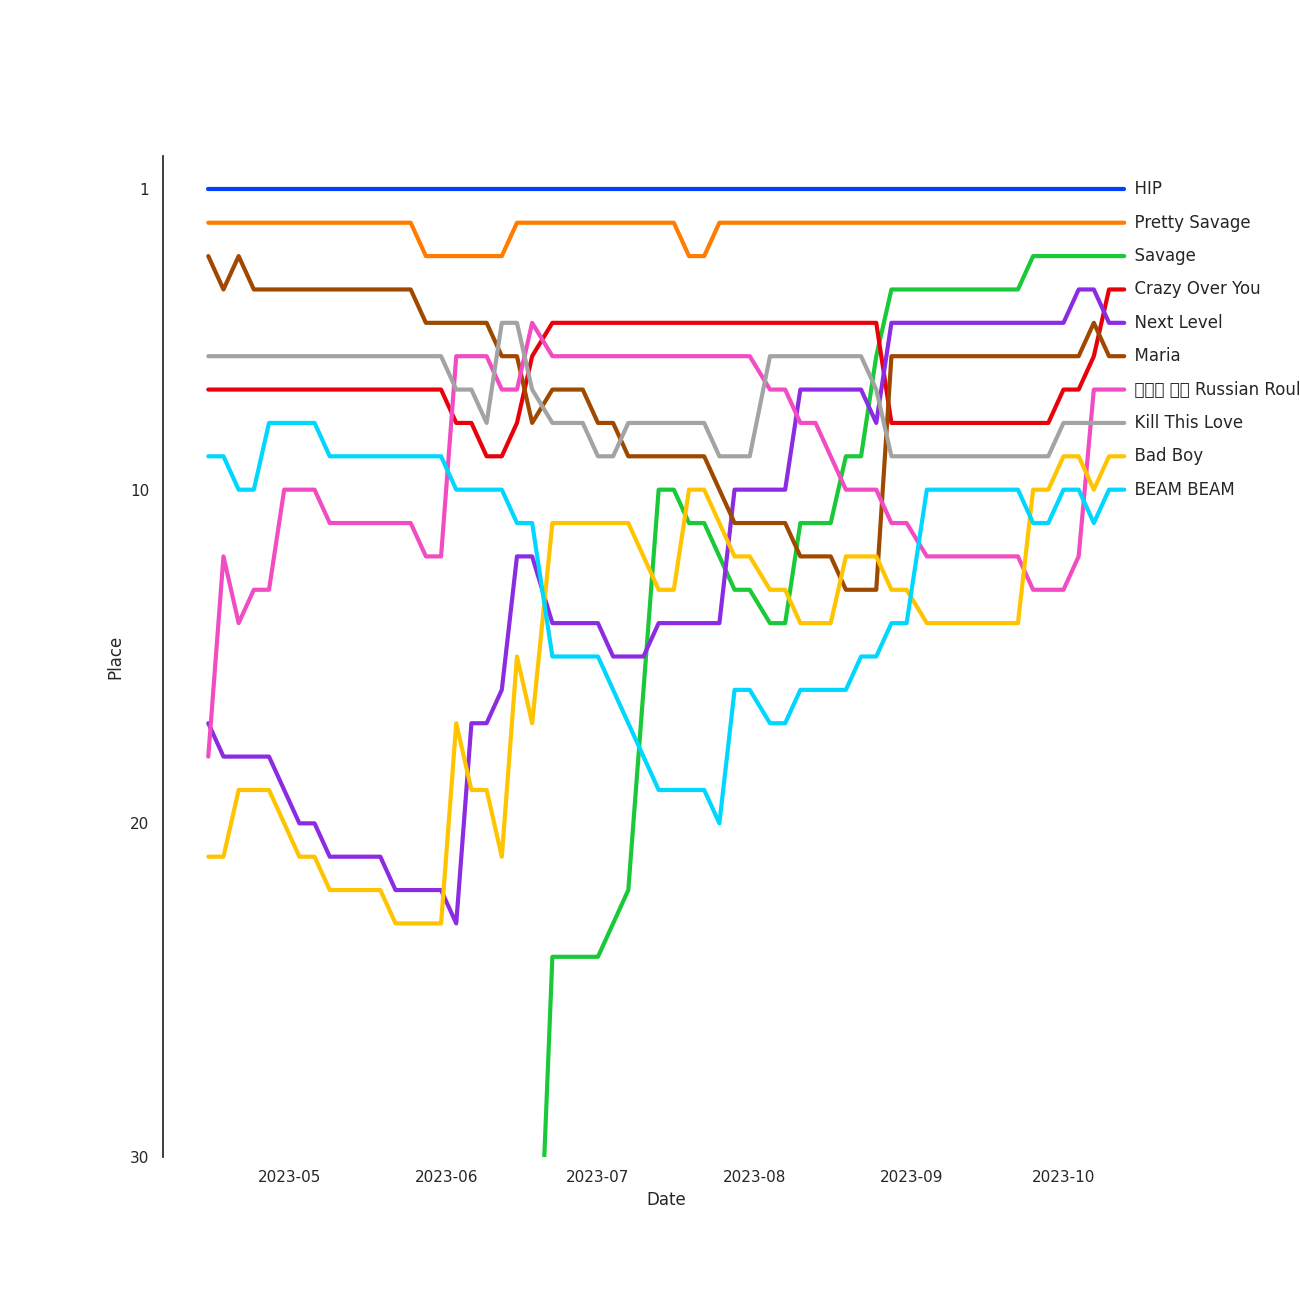 1
10
20
30
Place
2023-05
2023-06
2023-07
2023-08
2023-09
2023-10
Date
HIP
Pretty Savage
Savage
Crazy Over You
Next Level
Maria
Russian Roul
Kill This Love
Bad Boy
BEAM BEAM